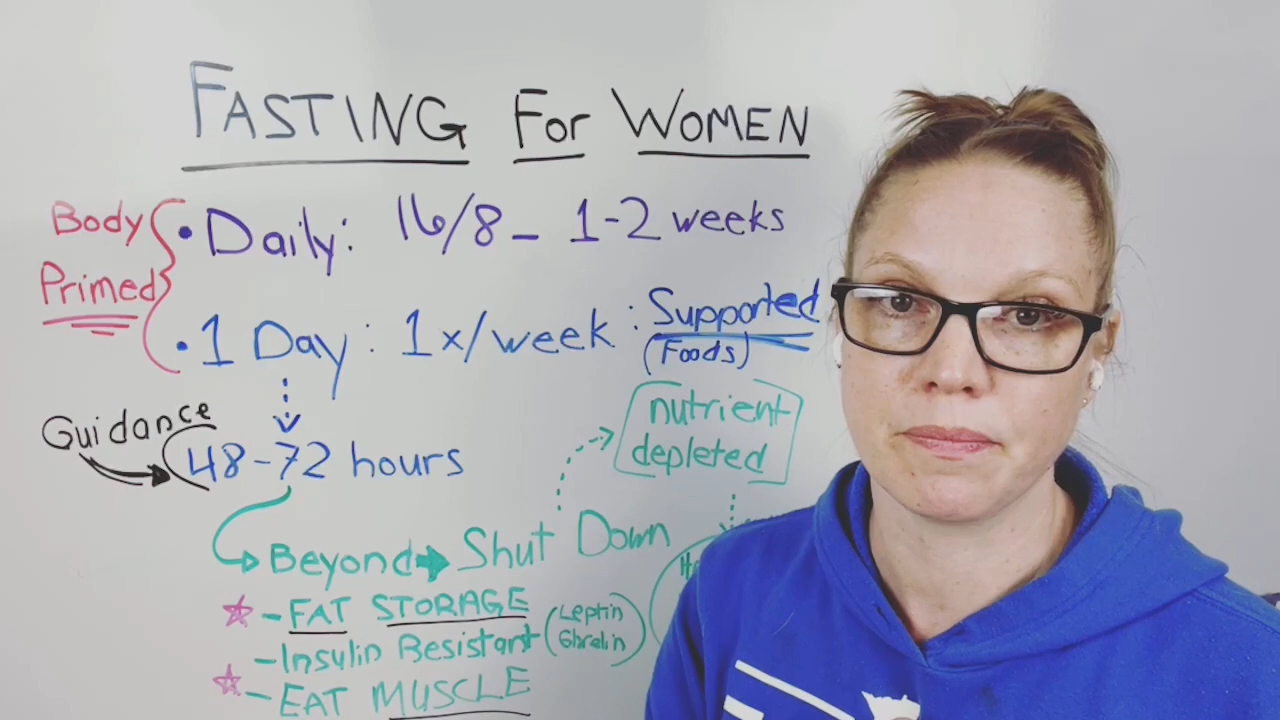 FASTING For WOMEN
Body
Primed
• Daily: 16/8 - 1-2 weeks
• 1 Day: 1x/week: Supported
(Foods)
Guidance
48-72 hours
nutrient
depleted
Beyond Shut Down
- FAT STORAGE
(Leptin
Ghrelin)
- Insulin Resistant
- EAT MUSCLE